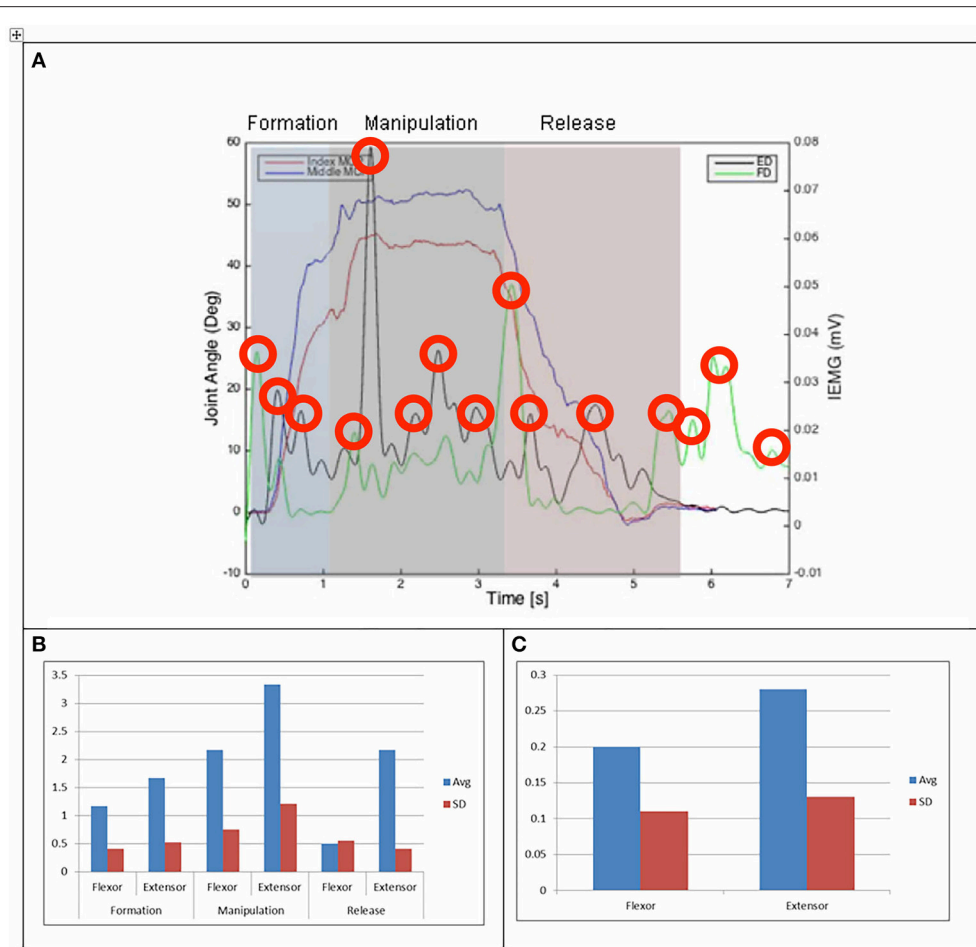 A
Formation Manipulation Release
60
50
40
30
20
10
0
-10
Joint Angle (Deg)
Index
Middle
ED
FD
0.08
0.07
0.06
0.05
0.04
0.03
0.02
0.01
0
-0.01
IEMG (mV)
0 1 2 3 4 5 6 7
Time [s]
B
3.5
3
2.5
2
1.5
1
0.5
0
Flexor Extensor Flexor Extensor Flexor Extensor
Formation Manipulation Release
Avg
SD
C
0.3
0.25
0.2
0.15
0.1
0.05
0
Flexor Extensor
Avg
SD